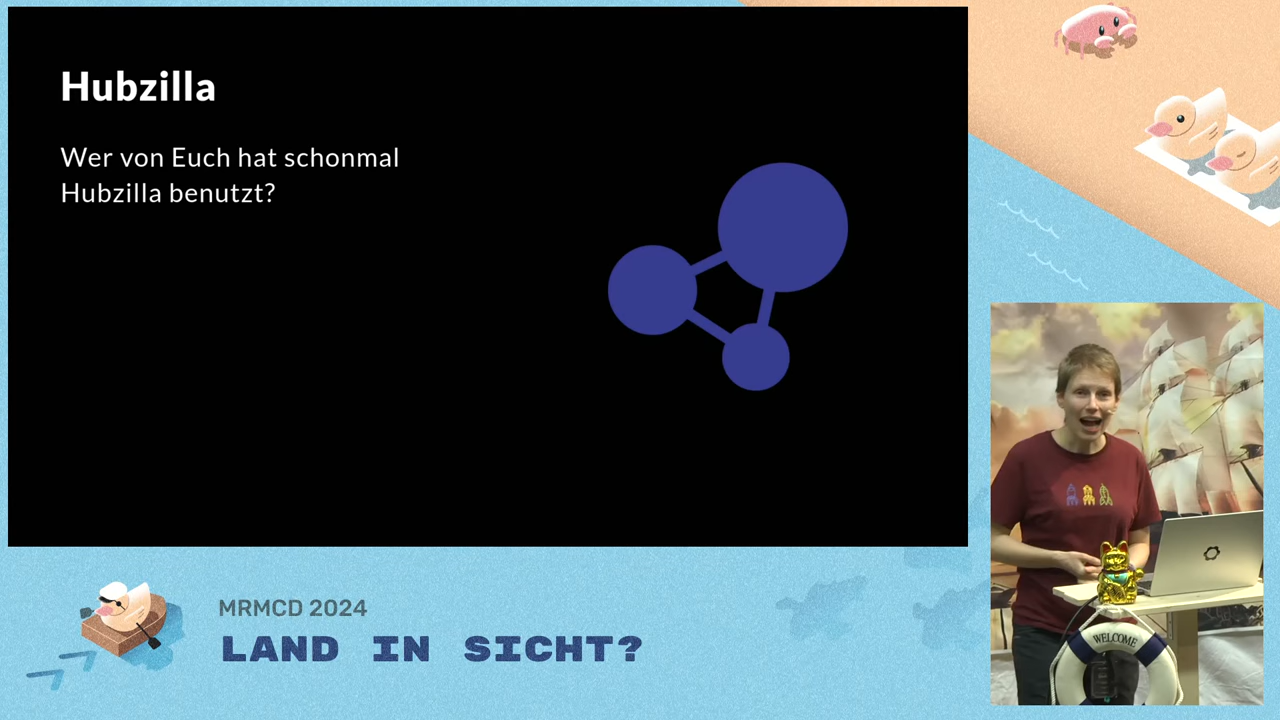 Hubzilla
Wer von Euch hat schonmal
Hubzilla benutzt?
WELCOME
MRMCD 2024
LAND IN SICHT?